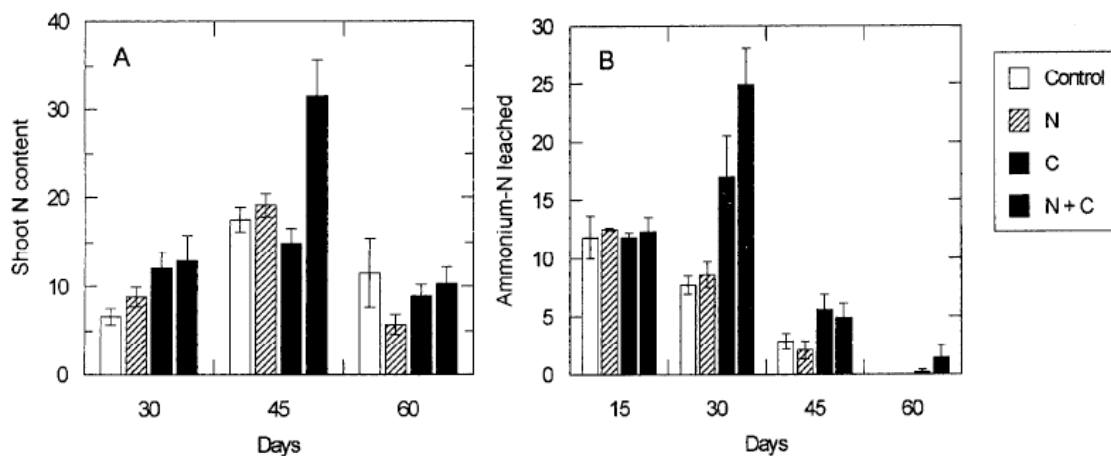 A
Shoot N content
40
30
20
10
0
30 45 60
Days
B
Ammonium-N leached
30
25
20
15
10
5
0
15 30 45 60
Days
Control
N
C
N + C